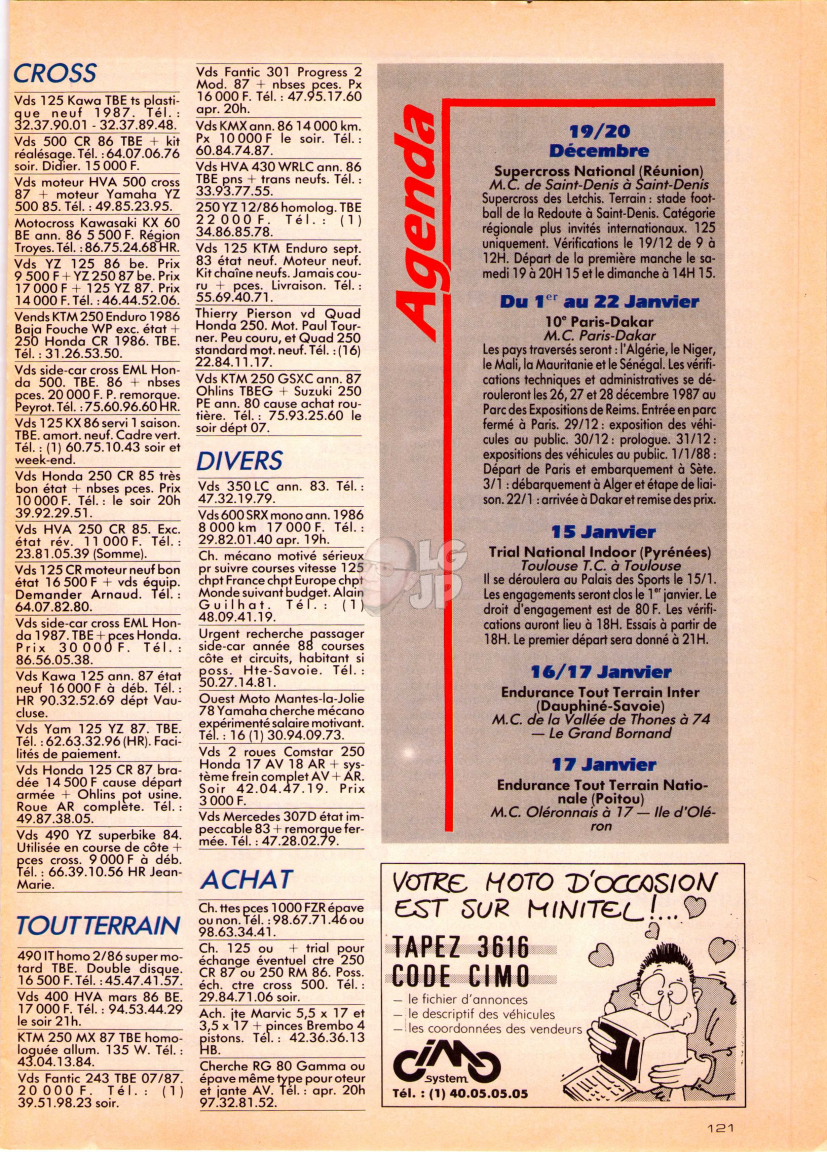 CROSS
Vds 125 Kawa TBE ts plasti-
que neuf 1987. Tél. :
32.37.90.01 - 32.37.89.48.
Vds 500 CR 86 TBE + kit
réalésage. Tél. : 64.07.06.76
soir. Didier. 15 000 F.
Vds moteur HVA 500 cross
87 + moteur Yamaha YZ
500 85. Tél. : 49.85.23.95.
Motocross Kawasaki KX 60
BE ann. 86 5 500 F. Région
Troyes. Tél. : 86.75.24.68 HR.
Vds YZ 125 86 be. Prix
9 500 F + YZ 250 87 be. Prix
17 000 F + 125 YZ 87. Prix
14 000 F. Tél. : 46.44.52.06.
Vends KTM 250 Enduro 1986
Baja Fouche WP exc. état +
250 Honda CR 1986. TBE.
Tél. : 31.26.53.50.
Vds side-car cross EML Hon-
da 500. TBE. 86 + nbses
pces. 20 000 F. P. remorque.
Peyrot. Tél. : 75.60.96.60 HR.
Vds 125 KX 86 servi 1 saison.
TBE. amort. neuf. Cadre vert.
Tél. : (1) 60.75.10.43 soir et
week-end.
Vds Honda 250 CR 85 très
bon état + nbses pces. Prix
10 000 F. Tél. : le soir 20h
39.92.29.51.
Vds HVA 250 CR 85. Exc.
état rév. 11 000 F. Tél. :
23.81.05.39 (Somme).
Vds 125 CR moteur neuf bon
état 16 500 F + vds équip.
Demander Arnaud. Tél. :
64.07.82.80.
Vds side-car cross EML Hon-
da 1987. TBE + pces Honda.
Prix 30 000 F. Tél. :
86.56.05.38.
Vds Kawa 125 ann. 87 état
neuf 16 000 F à déb. Tél. :
HR 90.32.52.69 dépt Vau-
cluse.
Vds Yam 125 YZ 87. TBE.
Tél. : 62.63.32.96 (HR). Faci-
lités de paiement.
Vds Honda 125 CR 87 bra-
dée 14 500 F cause départ
armée + Ohlins pot usine.
Roue AR complète. Tél. :
49.87.38.05.
Vds 490 YZ superbike 84.
Utilisée en course de côte +
pces cross. 9 000 F à déb.
Tél. : 66.39.10.56 HR Jean-
Marie.
TOUT TERRAIN
490 IT homo 2/86 super mo-
tard TBE. Double disque.
16 500 F. Tél. : 45.47.41.57.
Vds 400 HVA mars 86 BE.
17 000 F. Tél. : 94.53.44.29
le soir 21h.
KTM 250 MX 87 TBE homo-
loguée allum. 135 W. Tél. :
43.04.13.84.
Vds Fantic 243 TBE 07/87.
20 000 F. Tél. : (1)
39.51.98.23 soir.
Vds Fantic 301 Progress 2
Mod. 87 + nbses pces. Px
16 000 F. Tél. : 47.95.17.60
apr. 20h.
Vds KMX ann. 86 14 000 km.
Px 10 000 F le soir. Tél. :
60.84.74.87.
Vds HVA 430 WRLC ann. 86
TBE pns + trans neufs. Tél. :
33.93.77.55.
250 YZ 12/86 homolog. TBE
22 000 F. Tél. : (1)
34.86.85.78.
Vds 125 KTM Enduro sept.
83 état neuf. Moteur neuf.
Kit chaîne neufs. Jamais cou-
ru + pces. Livraison. Tél. :
55.69.40.71.
Thierry Pierson vd Quad
Honda 250. Mot. Paul Tour-
ner. Peu couru, et Quad 250
standard mot. neuf. Tél. : (16)
22.84.11.17.
Vds KTM 250 GSXC ann. 87
Ohlins TBEG + Suzuki 250
PE ann. 80 cause achat rou-
tière. Tél. : 75.93.25.60 le
soir dépt 07.
DIVERS
Vds 350 LC ann. 83. Tél. :
47.32.19.79.
Vds 600 SRX mono ann. 1986
8 000 km 17 000 F. Tél. :
29.82.01.40 apr. 19h.
Ch. mécano motivé sérieux
pr suivre courses vitesse 125
chpt France chpt Europe chpt
Monde suivant budget. Alain
Guilhat. Tél. : (1)
48.09.41.19.
Urgent recherche passager
side-car année 88 courses
côte et circuits, habitant si
poss. Hte-Savoie. Tél. :
50.27.14.81.
Ouest Moto Mantes-la-Jolie
78 Yamaha cherche mécano
expérimenté salaire motivant.
Tél. : 16 (1) 30.94.09.73.
Vds 2 roues Comstar 250
Honda 17 AV 18 AR + sys-
tème frein complet AV + AR.
Soir 42.04.47.19. Prix
3 000 F.
Vds Mercedes 307D état im-
peccable 83 + remorque fer-
mée. Tél. : 47.28.02.79.
ACHAT
Ch. ttes pces 1000 FZR épave
ou non. Tél. : 98.67.71.46 ou
98.63.34.41.
Ch. 125 ou + trial pour
échange éventuel ctre 250
CR 87 ou 250 RM 86. Poss.
éch. ctre cross 500. Tél. :
29.84.71.06 soir.
Ach. jte Marvic 5,5 x 17 et
3,5 x 17 + pinces Brembo 4
pistons. Tél. : 42.36.36.13
HB.
Cherche RG 80 Gamma ou
épave même type pour oteur
et jante AV. Tél. : apr. 20h
97.32.81.52.
Agenda
19/20
Décembre
Supercross National (Réunion)
M.C. de Saint-Denis à Saint-Denis
Supercross des Letchis. Terrain : stade foot-
ball de la Redoute à Saint-Denis. Catégorie
régionale plus invités internationaux. 125
uniquement. Vérifications le 19/12 de 9 à
12H. Départ de la première manche le sa-
medi 19 à 20H 15 et le dimanche à 14H 15.
Du 1er au 22 Janvier
10e Paris-Dakar
M.C. Paris-Dakar
Les pays traversés seront : l'Algérie, le Niger,
le Mali, la Mauritanie et le Sénégal. Les vérifi-
cations techniques et administratives se dé-
rouleront les 26, 27 et 28 décembre 1987 au
Parc des Expositions de Reims. Entrée en parc
fermé à Paris. 29/12 : exposition des véhi-
cules au public. 30/12 : prologue. 31/12 :
expositions des véhicules au public. 1/1/88 :
Départ de Paris et embarquement à Sète.
3/1 : débarquement à Alger et étape de liai-
son. 22/1 : arrivée à Dakar et remise des prix.
15 Janvier
Trial National Indoor (Pyrénées)
Toulouse T.C. à Toulouse
Il se déroulera au Palais des Sports le 15/1.
Les engagements seront clos le 1er janvier. Le
droit d'engagement est de 80 F. Les vérifi-
cations auront lieu à 18H. Essais à partir de
18H. Le premier départ sera donné à 21H.
16/17 Janvier
Endurance Tout Terrain Inter
(Dauphiné-Savoie)
M.C. de la Vallée de Thones à 74
— Le Grand Bornand
17 Janvier
Endurance Tout Terrain Natio-
nale (Poitou)
M.C. Oléronnais à 17 — Ile d'Olé-
ron
LG
JP
VOTRE MOTO D'OCCASION
EST SUR MINITEL !...
TAPEZ 3616
CODE CIMO
— le fichier d'annonces
— le descriptif des véhicules
— les coordonnées des vendeurs
CIMO
system
Tél. : (1) 40.05.05.05
121